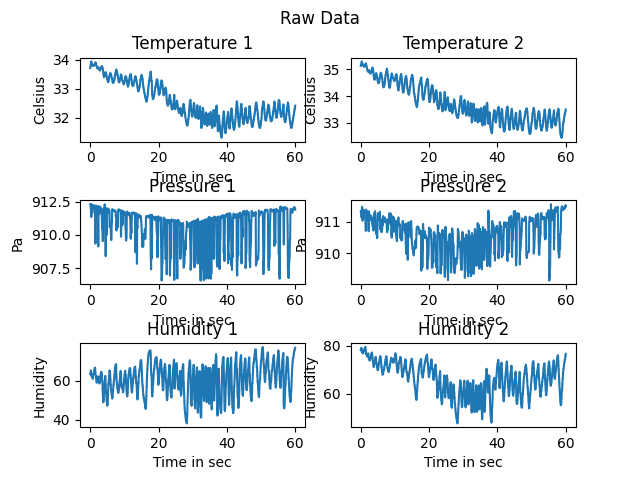 Raw Data
Temperature 1
Temperature 2
34
33
32
Celsius
0 20 40 60
Time in sec
35
34
33
Celsius
0 20 40 60
Time in sec
Pressure 1
Pressure 2
912.5
910.0
907.5
Pa
0 20 40 60
Time in sec
911
910
Pa
0 20 40 60
Time in sec
Humidity 1
Humidity 2
60
40
Humidity
0 20 40 60
Time in sec
80
60
Humidity
0 20 40 60
Time in sec